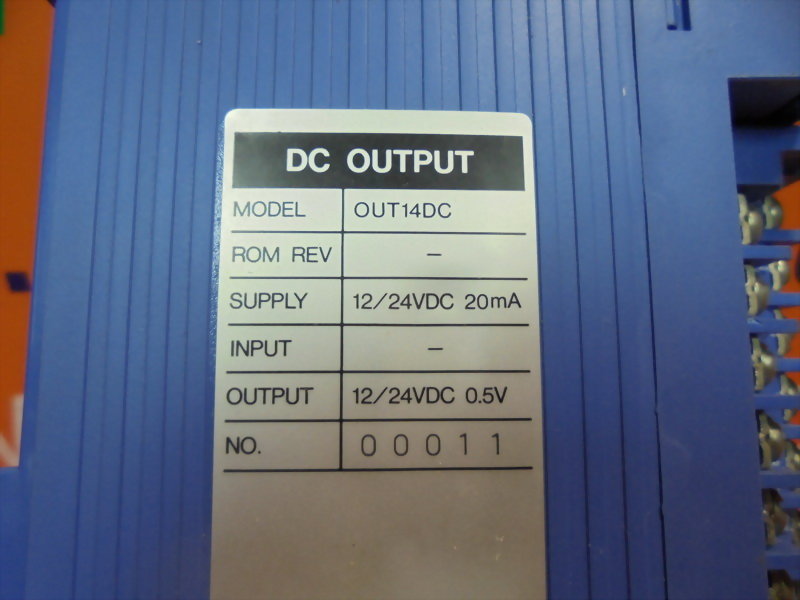 DC OUTPUT
MODEL OUT14DC
ROM REV –
SUPPLY 12/24VDC 20mA
INPUT –
OUTPUT 12/24VDC 0.5V
NO. 00011